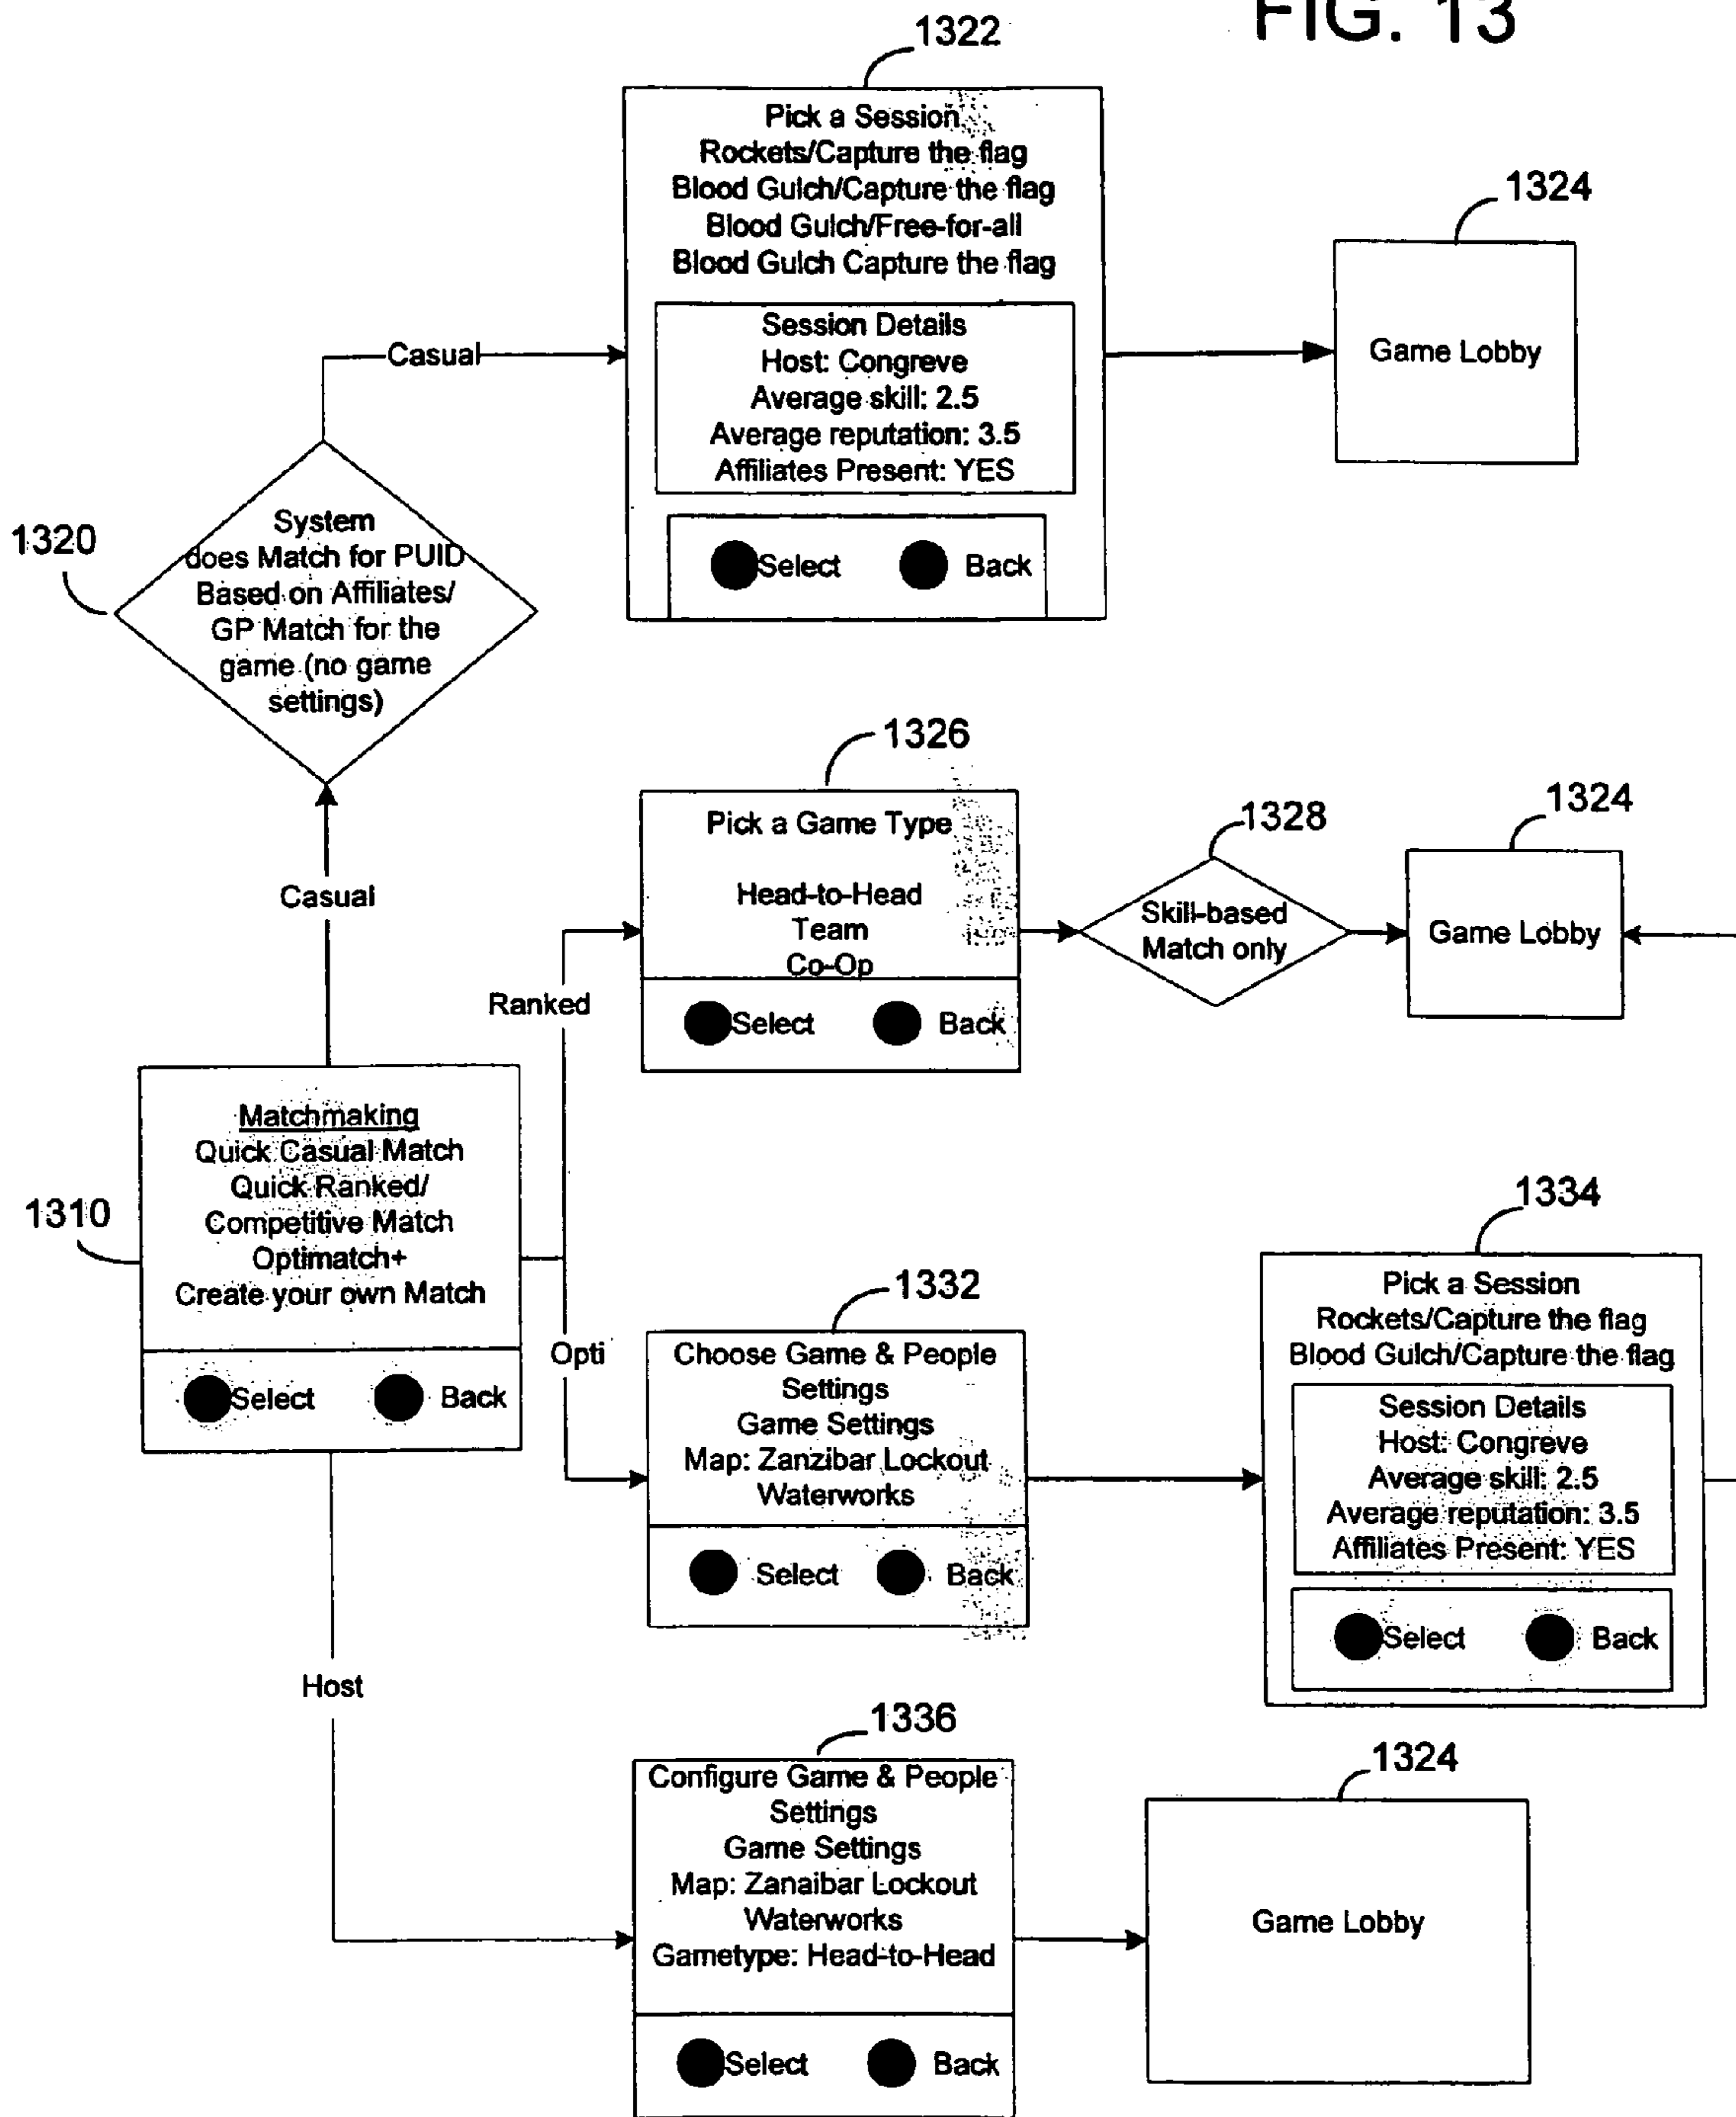 FIG. 13
1322
Pick a Session
Rockets/Capture the flag
Blood Gulch/Capture the flag
Blood Gulch/Free-for-all
Blood Gulch Capture the flag
Session Details
Host: Congreve
Average skill: 2.5
Average reputation: 3.5
Affiliates Present: YES
Select
Back
1324
Game Lobby
Casual
1320
System
does Match for PUID
Based on Affiliates/
GP Match for the
game (no game
settings)
Casual
1326
Pick a Game Type
Head-to-Head
Team
Co-Op
Select
Back
1328
Skill-based
Match only
1324
Game Lobby
Ranked
1310
Matchmaking
Quick Casual Match
Quick Ranked/
Competitive Match
Optimatch+
Create your own Match
Select
Back
Opti
1332
Choose Game & People
Settings
Game Settings
Map: Zanzibar Lockout
Waterworks
Select
Back
1334
Pick a Session
Rockets/Capture the flag
Blood Gulch/Capture the flag
Session Details
Host: Congreve
Average skill: 2.5
Average reputation: 3.5
Affiliates Present: YES
Select
Back
Host
1336
Configure Game & People
Settings
Game Settings
Map: Zanaibar Lockout
Waterworks
Gametype: Head-to-Head
Select
Back
1324
Game Lobby